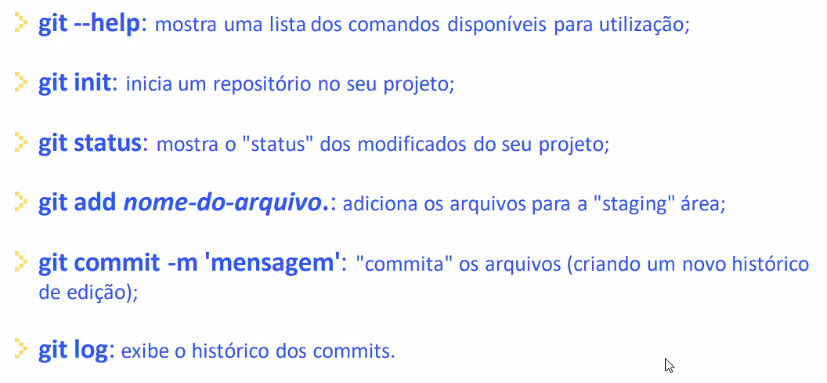 git --help: mostra uma lista dos comandos disponíveis para utilização;
git init: inicia um repositório no seu projeto;
git status: mostra o "status" dos modificados do seu projeto;
git add nome-do-arquivo.: adiciona os arquivos para a "staging" área;
git commit -m 'mensagem': "commita" os arquivos (criando um novo histórico
de edição);
git log: exibe o histórico dos commits.